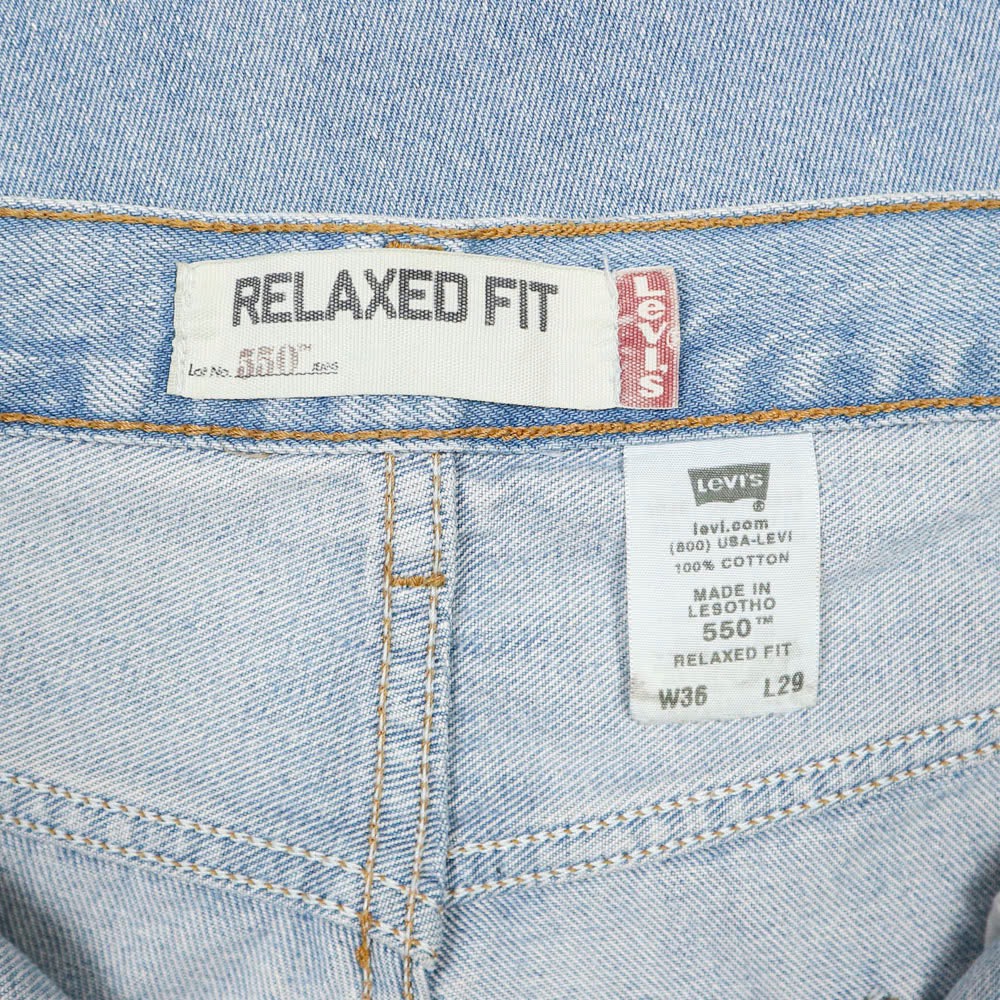 RELAXED FIT
Lot No. 550™ JEANS
Levi's
LEVI'S
®
levi.com
(800) USA-LEVI
100% COTTON
MADE IN
LESOTHO
550™
RELAXED FIT
W36 L29